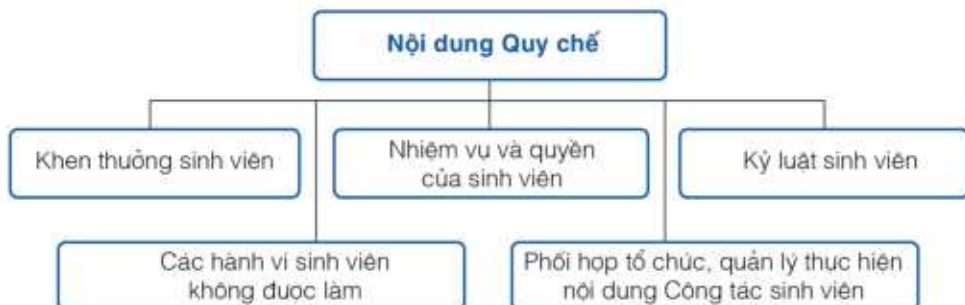 Nội dung Quy chế
Khen thưởng sinh viên
Nhiệm vụ và quyền
của sinh viên
Kỷ luật sinh viên
Các hành vi sinh viên
không được làm
Phối hợp tổ chức, quản lý thực hiện
nội dung Công tác sinh viên